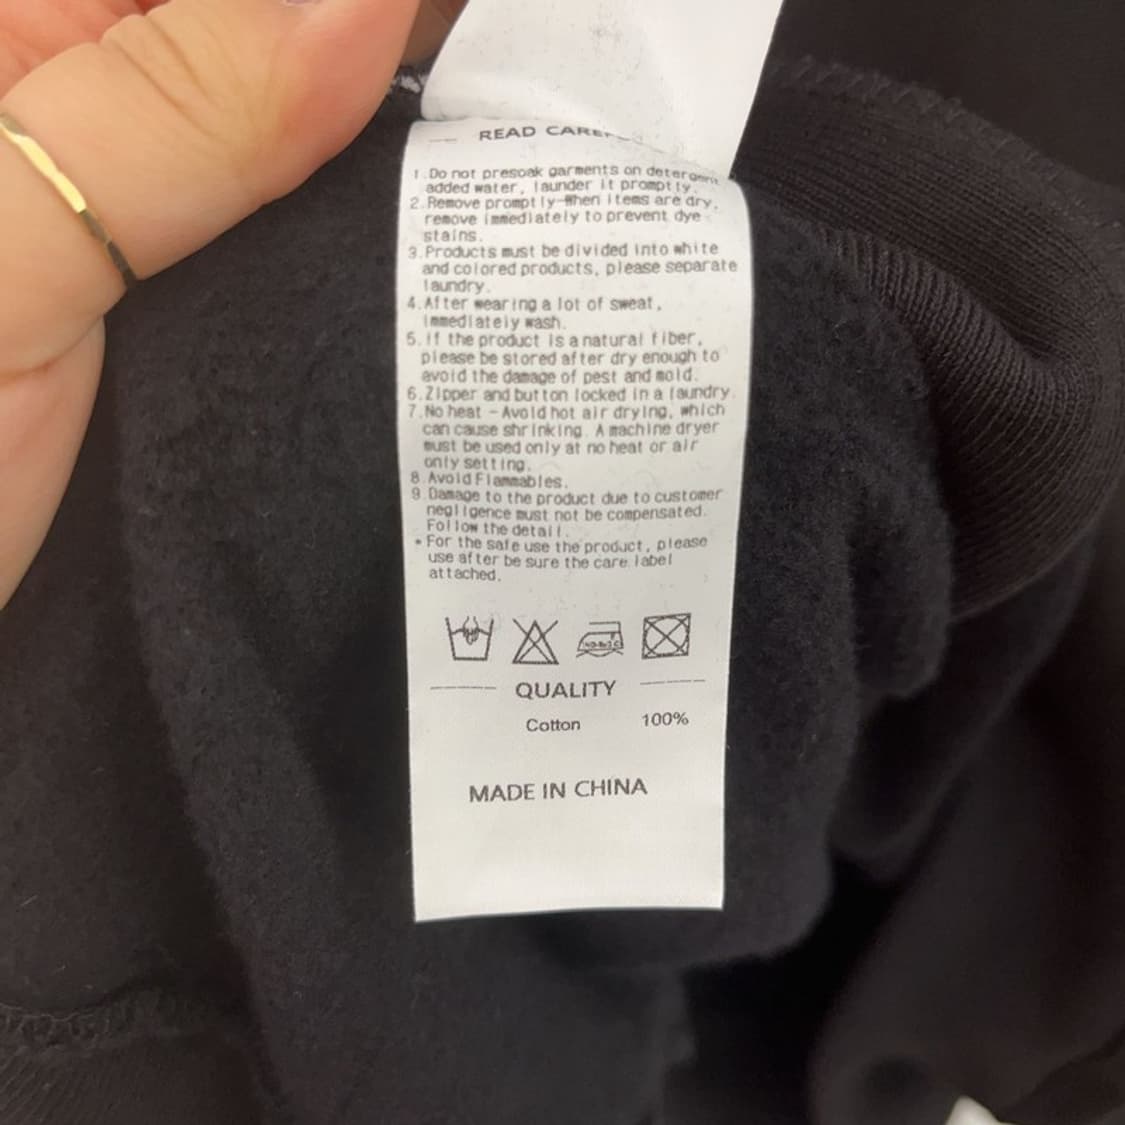 READ
1.Do not presoak garments on detergent
added water, launder it promptly.
2.Remove promptly-When items are dry,
remove immediately to prevent dye
stains.
3.Products must be divided into white
and colored products, please separate
laundry.
4.After wearing a lot of sweat,
immediately wash.
5.If the product is a natural fiber,
please be stored after dry enough to
avoid the damage of pest and mold.
6.Zipper and button locked in a laundry.
7.No heat - Avoid hot air drying, which
can cause shrinking. A machine dryer
must be used only at no heat or air
only setting.
8.Avoid Flammables.
9.Damage to the product due to customer
negligence must not be compensated.
Follow the detail.
* For the safe use the product, please
use after be sure the care label
attached.
QUALITY
Cotton 100%
MADE IN CHINA